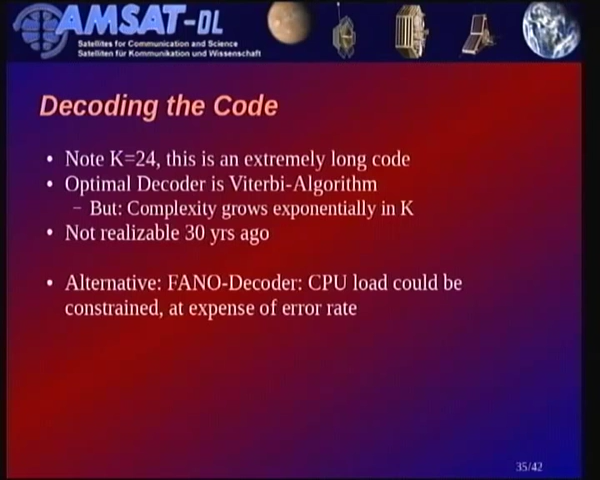 AMSAT-DL
Satellites for Communication and Science
Satelliten für Kommunikation und Wissenschaft
Decoding the Code
• Note K=24, this is an extremely long code
• Optimal Decoder is Viterbi-Algorithm
– But: Complexity grows exponentially in K
• Not realizable 30 yrs ago
• Alternative: FANO-Decoder: CPU load could be
constrained, at expense of error rate
35/42